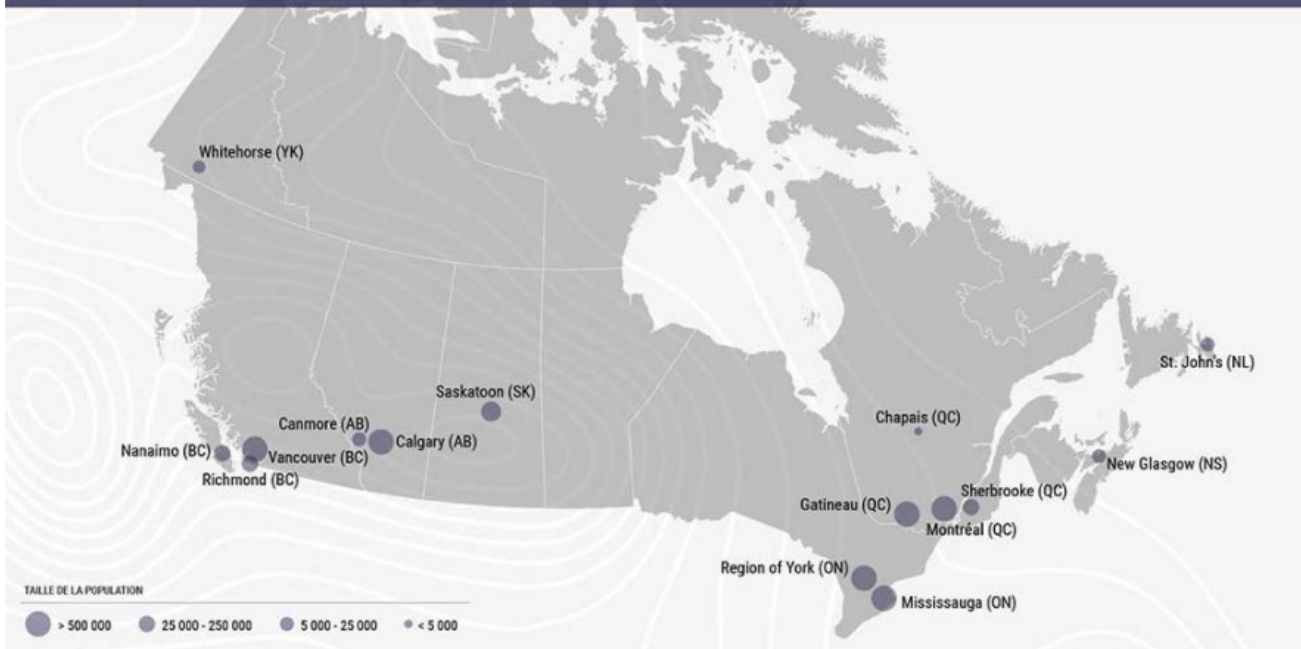 Whitehorse (YK)
St. John's (NL)
Saskatoon (SK)
Chapais (QC)
Canmore (AB)
Calgary (AB)
Nanaimo (BC)
Vancouver (BC)
New Glasgow (NS)
Richmond (BC)
Sherbrooke (QC)
Gatineau (QC)
Montréal (QC)
Region of York (ON)
Mississauga (ON)
TAILLE DE LA POPULATION
> 500 000 25 000 - 250 000 5 000 - 25 000 < 5 000